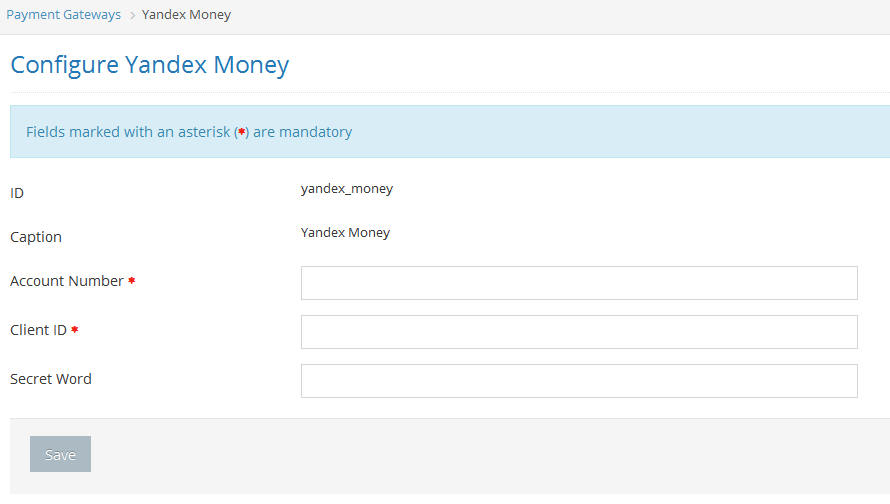 Payment Gateways > Yandex Money
Configure Yandex Money
Fields marked with an asterisk (*) are mandatory
ID yandex_money
Caption Yandex Money
Account Number *
Client ID *
Secret Word
Save